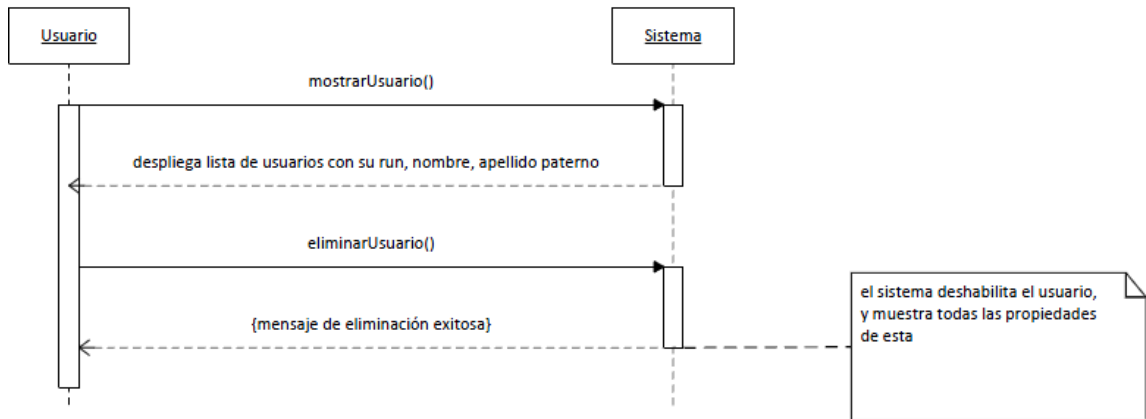 Usuario
Sistema
mostrarUsuario()
despliega lista de usuarios con su run, nombre, apellido paterno
eliminarUsuario()
{mensaje de eliminación exitosa}
el sistema deshabilita el usuario,
y muestra todas las propiedades
de esta